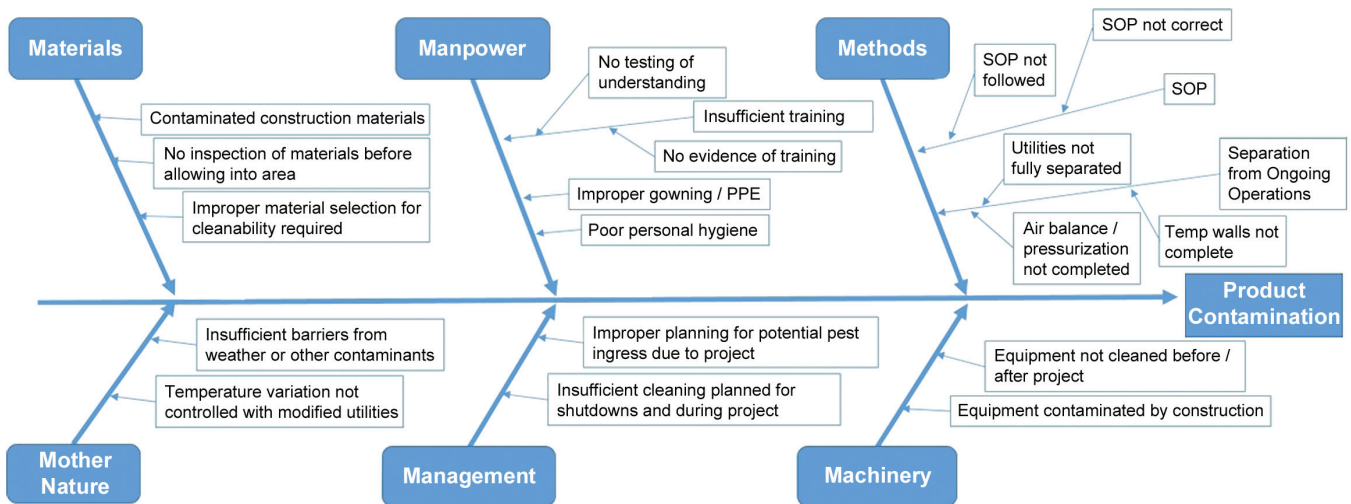 Materials
Manpower
Methods
SOP not correct
No testing of
understanding
SOP not
followed
SOP
Contaminated construction materials
Insufficient training
No inspection of materials before
allowing into area
No evidence of training
Utilities not
fully separated
Separation
from Ongoing
Operations
Improper material selection for
cleanability required
Improper gowning / PPE
Poor personal hygiene
Air balance /
pressurization
not completed
Temp walls not
complete
Product
Contamination
Insufficient barriers from
weather or other contaminants
Improper planning for potential pest
ingress due to project
Equipment not cleaned before /
after project
Temperature variation not
controlled with modified utilities
Insufficient cleaning planned for
shutdowns and during project
Equipment contaminated by construction
Mother
Nature
Management
Machinery